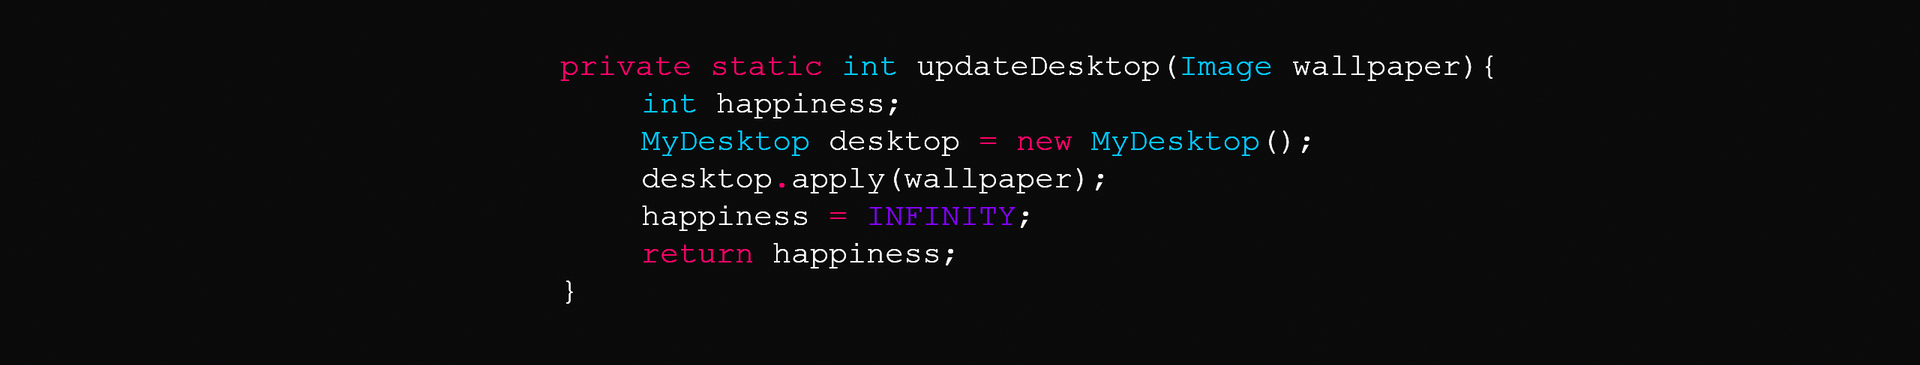 private static int updateDesktop(Image wallpaper){
int happiness;
MyDesktop desktop = new MyDesktop();
desktop.apply(wallpaper);
happiness = INFINITY;
return happiness;
}